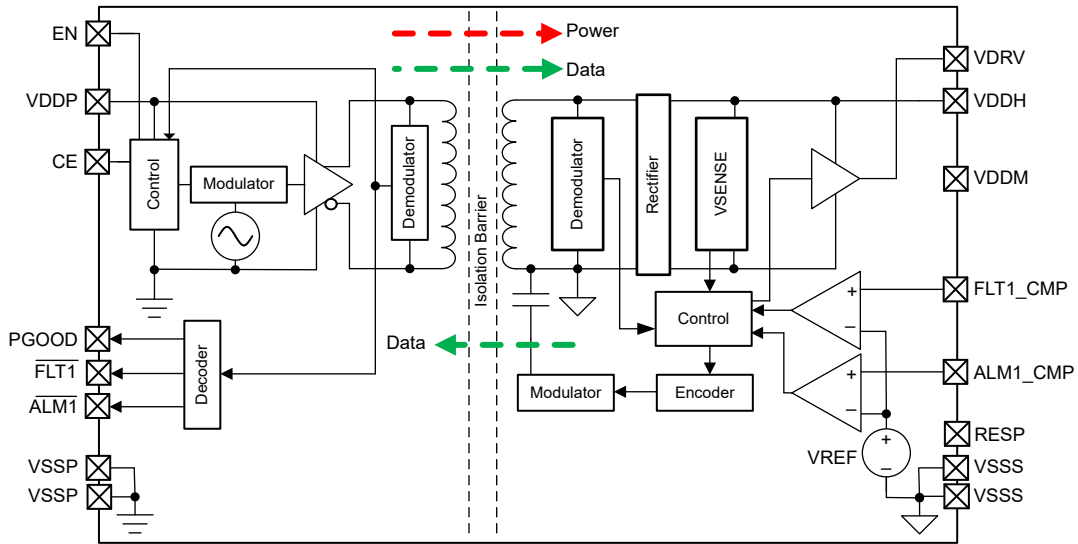 EN
Power
VDRV
Data
VDDP
VDDH
CE
Control
Modulator
Demodulator
Isolation Barrier
Demodulator
Rectifier
VSENSE
VDDM
+
FLT1_CMP
Control
−
PGOOD
Data
FLT1
ALM1
Decoder
Modulator
Encoder
+
ALM1_CMP
−
RESP
+
VREF
−
VSSP
VSSS
VSSP
VSSS